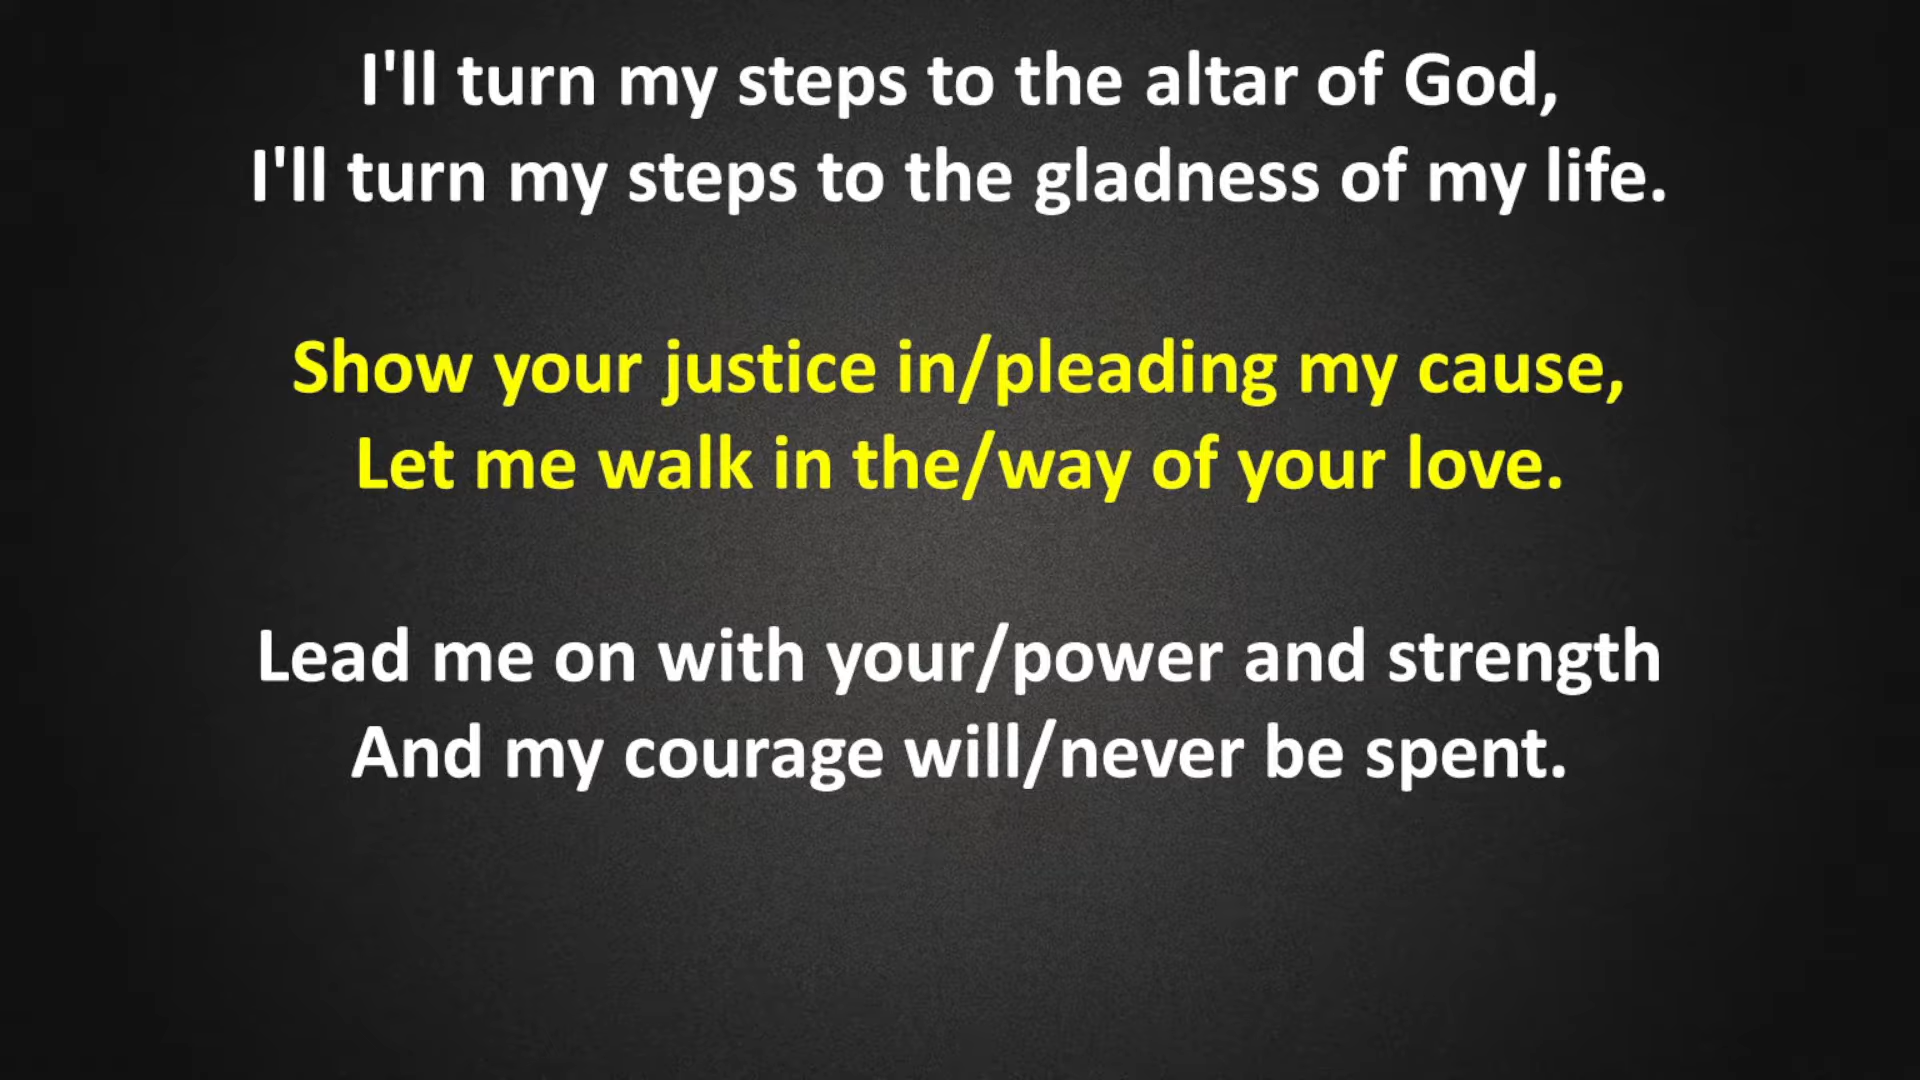 I'll turn my steps to the altar of God,
I'll turn my steps to the gladness of my life.
Show your justice in/pleading my cause,
Let me walk in the/way of your love.
Lead me on with your/power and strength
And my courage will/never be spent.